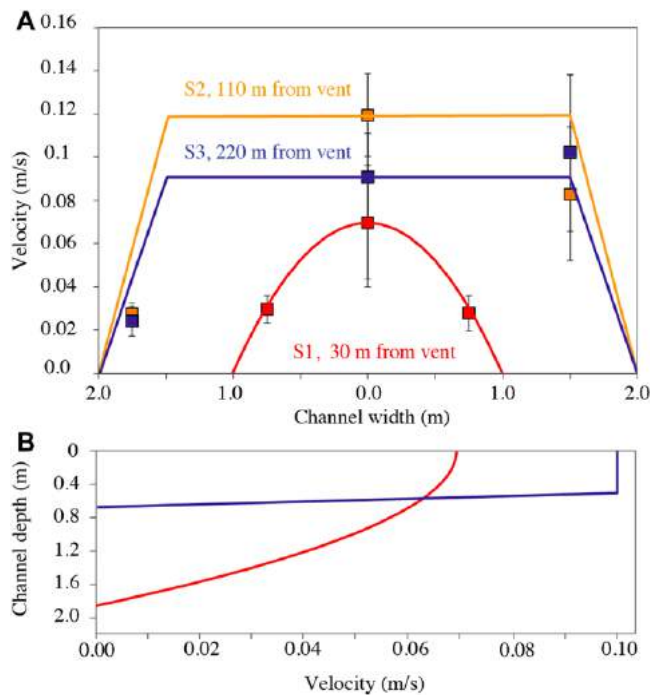 A
0.16
0.14
0.12
0.1
0.08
0.06
0.04
0.02
0.0
Velocity (m/s)
S2, 110 m from vent
S3, 220 m from vent
S1, 30 m from vent
2.0 1.0 0.0 1.0 2.0
Channel width (m)
B
0
0.4
0.8
1.2
1.6
2.0
Channel depth (m)
0.00 0.02 0.04 0.06 0.08 0.10
Velocity (m/s)